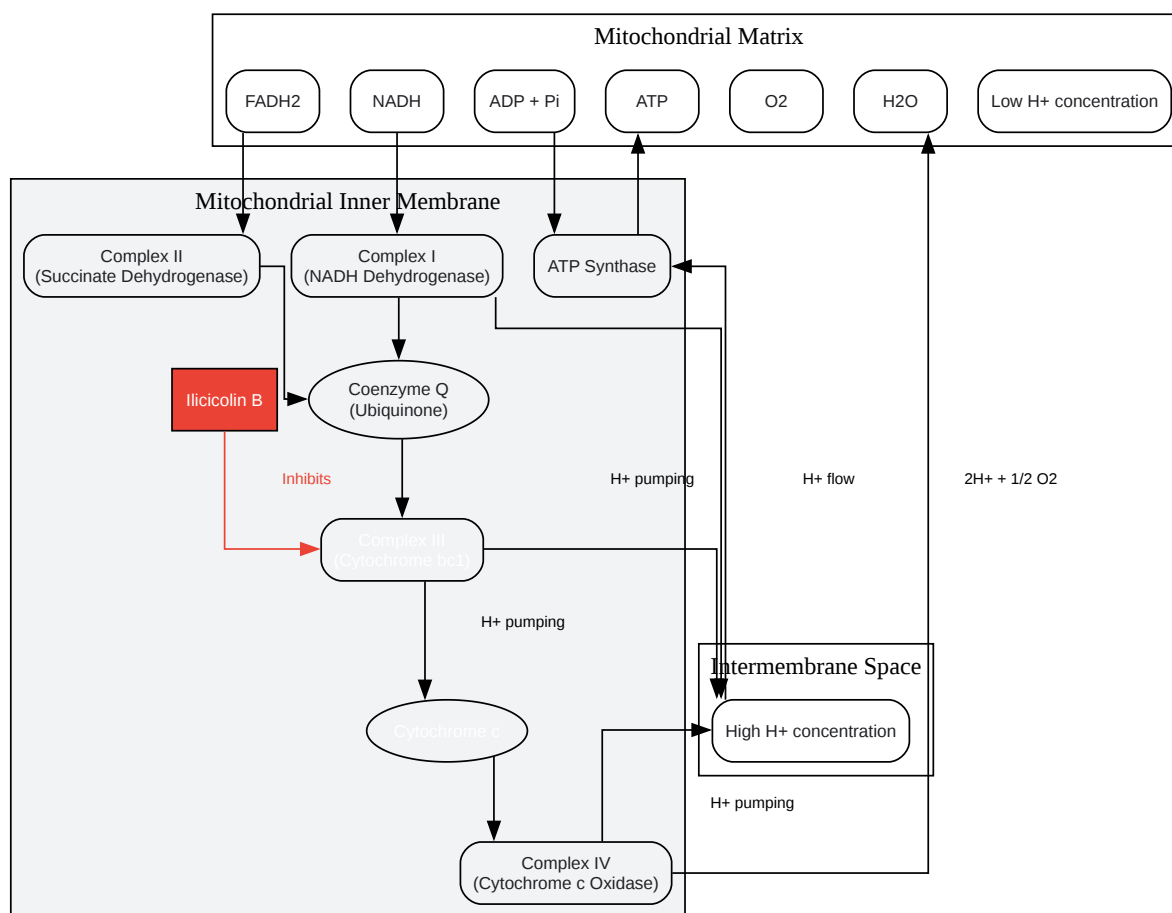 Mitochondrial Matrix
FADH2
NADH
ADP + Pi
ATP
O2
H2O
Low H+ concentration
Mitochondrial Inner Membrane
Complex II
(Succinate Dehydrogenase)
Complex I
(NADH Dehydrogenase)
ATP Synthase
Ilicicolin B
Coenzyme Q
(Ubiquinone)
Inhibits
H+ pumping
H+ flow
2H+ + 1/2 O2
Complex III
(Cytochrome bc1)
H+ pumping
Intermembrane Space
Cytochrome c
High H+ concentration
H+ pumping
Complex IV
(Cytochrome c Oxidase)